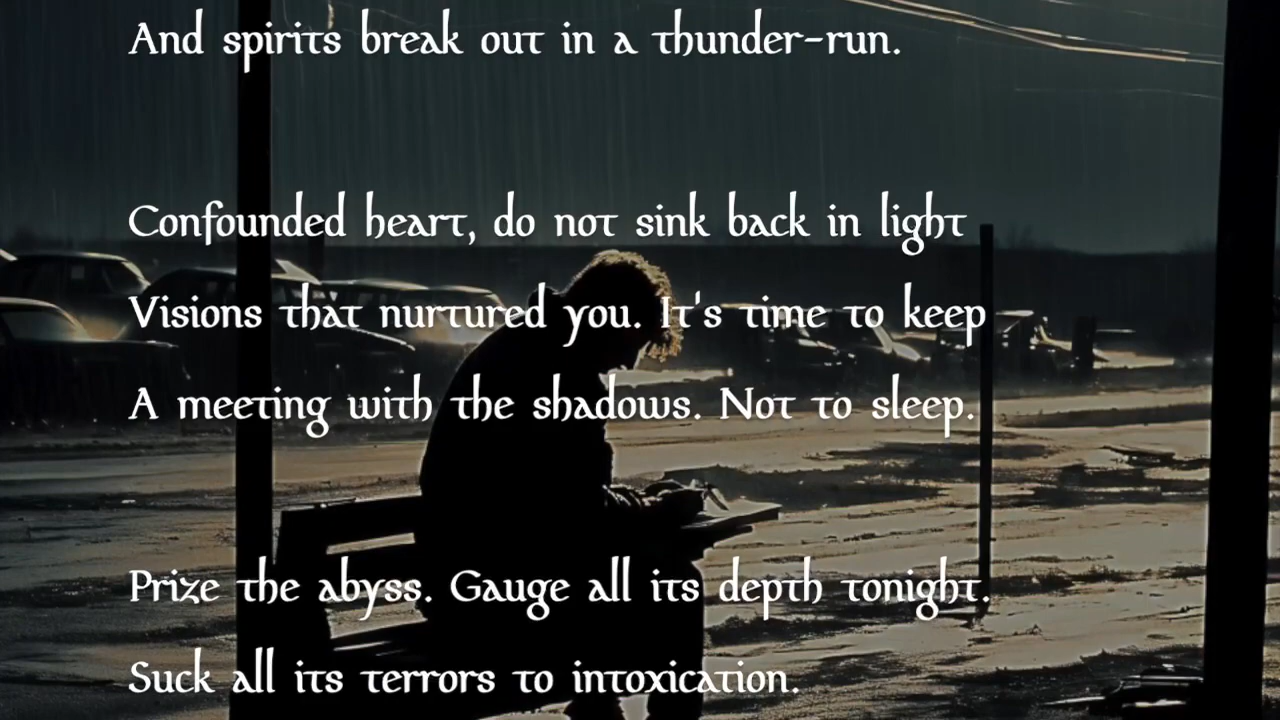 And spirits break out in a thunder-run.
Confounded heart, do not sink back in light
Visions that nurtured you. It's time to keep
A meeting with the shadows. Not to sleep.
Prize the abyss. Gauge all its depth tonight.
Suck all its terrors to intoxication.